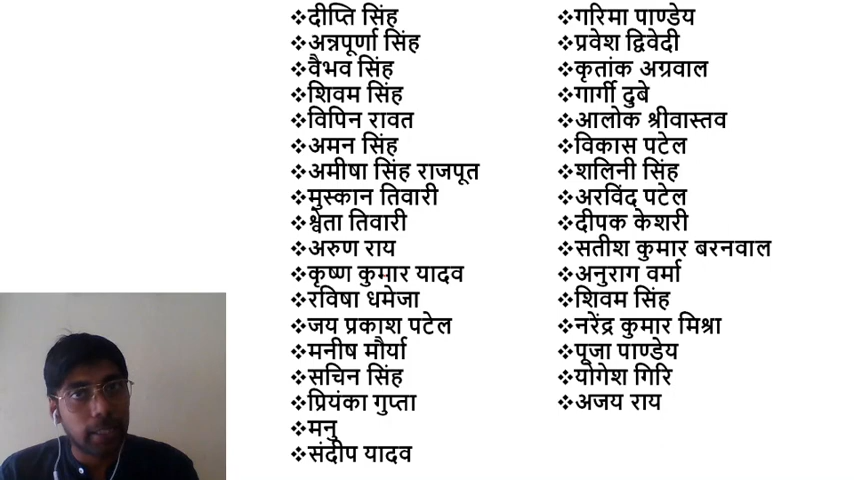 ❖दीप्ति सिंह
❖अन्नपूर्णा सिंह
❖वैभव सिंह
❖शिवम सिंह
❖विपिन रावत
❖अमन सिंह
❖अमीषा सिंह राजपूत
❖मुस्कान तिवारी
❖श्वेता तिवारी
❖अरुण राय
❖कृष्ण कुमार यादव
❖रविषा धमेजा
❖जय प्रकाश पटेल
❖मनीष मौर्या
❖सचिन सिंह
❖प्रियंका गुप्ता
❖मनु
❖संदीप यादव
❖गरिमा पाण्डेय
❖प्रवेश द्विवेदी
❖कृतांक अग्रवाल
❖गार्गी दुबे
❖आलोक श्रीवास्तव
❖विकास पटेल
❖शलिनी सिंह
❖अरविंद पटेल
❖दीपक केशरी
❖सतीश कुमार बरनवाल
❖अनुराग वर्मा
❖शिवम सिंह
❖नरेंद्र कुमार मिश्रा
❖पूजा पाण्डेय
❖योगेश गिरि
❖अजय राय